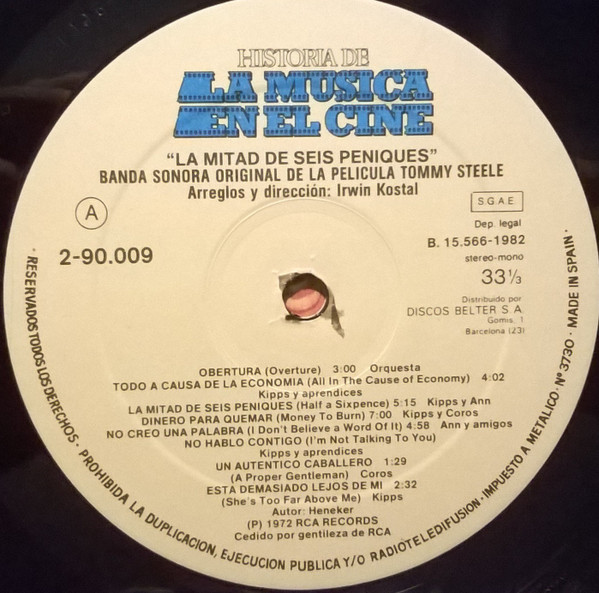 HISTORIA DE
LA MUSICA
EN EL CINE
"LA MITAD DE SEIS PENIQUES"
BANDA SONORA ORIGINAL DE LA PELICULA TOMMY STEELE
Arreglos y dirección: Irwin Kostal
A
S.G.A.E.
Dep. legal
B. 15.566-1982
2-90.009
stereo-mono
33 1/3
Distribuido por
DISCOS BELTER S.A.
Gomis, 1
Barcelona (23)
OBERTURA (Overture) 3:00 Orquesta
TODO A CAUSA DE LA ECONOMIA (All In The Cause of Economy) 4:02
Kipps y aprendices
LA MITAD DE SEIS PENIQUES (Half a Sixpence) 5:15 Kipps y Ann
DINERO PARA QUEMAR (Money To Burn) 7:00 Kipps y Coros
NO CREO UNA PALABRA (I Don't Believe a Word Of It) 4:58 Ann y amigos
NO HABLO CONTIGO (I'm Not Talking To You)
Kipps y aprendices
UN AUTENTICO CABALLERO 1:29
(A Proper Gentleman) Coros
ESTA DEMASIADO LEJOS DE MI 2:32
(She's Too Far Above Me) Kipps
Autor: Heneker
(P) 1972 RCA RECORDS
Cedido por gentileza de RCA
· RESERVADOS TODOS LOS DERECHOS · PROHIBIDA LA DUPLICACION, EJECUCION PUBLICA Y/O RADIOTELEDIFUSION · IMPUESTO A METALICO · Nº 3730 · MADE IN SPAIN ·